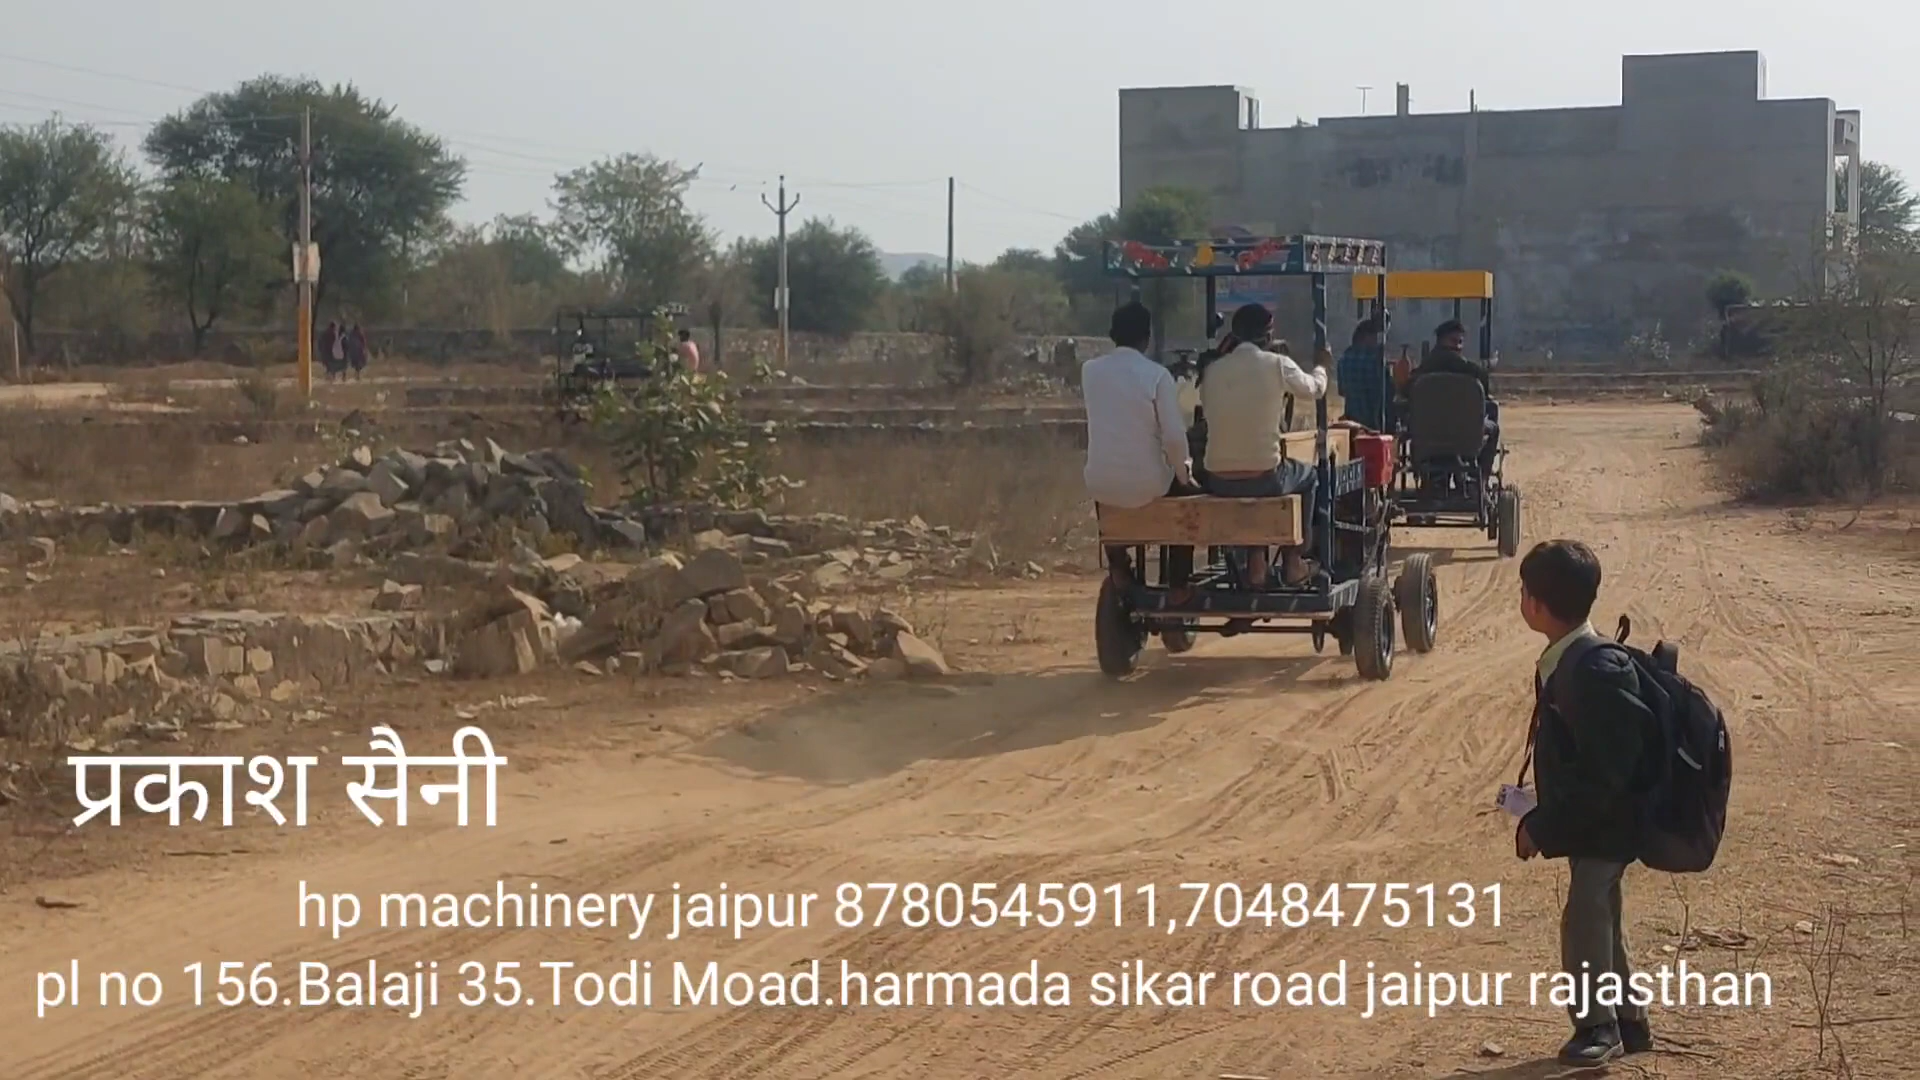 प्रकाश सैनी
hp machinery jaipur 8780545911,7048475131
pl no 156.Balaji 35.Todi Moad.harmada sikar road jaipur rajasthan